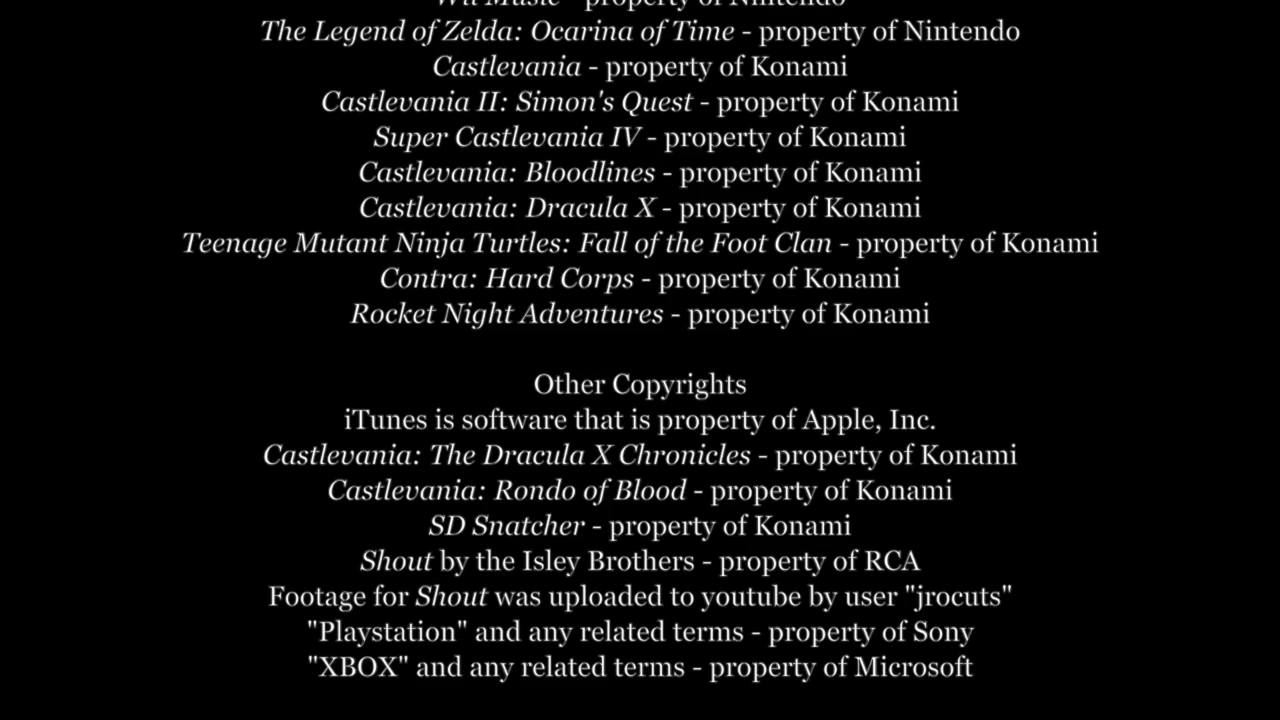 Wii Music - property of Nintendo
The Legend of Zelda: Ocarina of Time - property of Nintendo
Castlevania - property of Konami
Castlevania II: Simon's Quest - property of Konami
Super Castlevania IV - property of Konami
Castlevania: Bloodlines - property of Konami
Castlevania: Dracula X - property of Konami
Teenage Mutant Ninja Turtles: Fall of the Foot Clan - property of Konami
Contra: Hard Corps - property of Konami
Rocket Night Adventures - property of Konami
Other Copyrights
iTunes is software that is property of Apple, Inc.
Castlevania: The Dracula X Chronicles - property of Konami
Castlevania: Rondo of Blood - property of Konami
SD Snatcher - property of Konami
Shout by the Isley Brothers - property of RCA
Footage for Shout was uploaded to youtube by user "jrocuts"
"Playstation" and any related terms - property of Sony
"XBOX" and any related terms - property of Microsoft